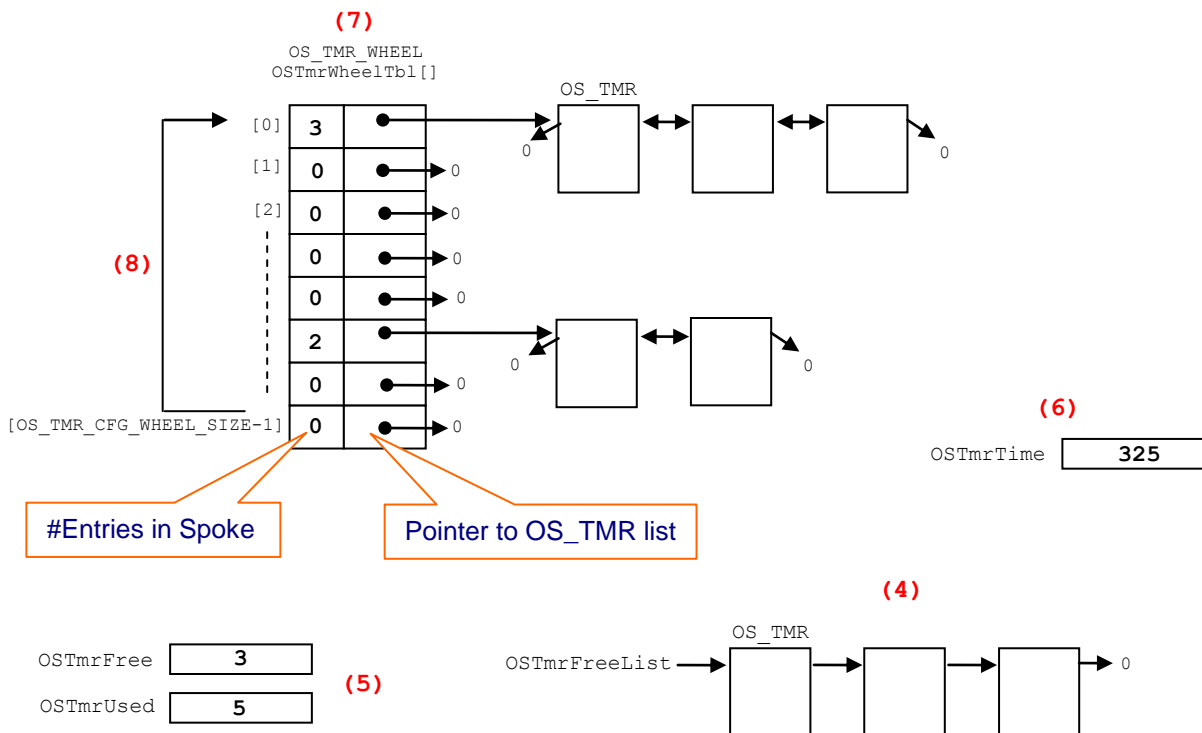 (7)
OS_TMR_WHEEL
OSTmrWheelTbl[]
OS_TMR
[0] 3
0
0
[1] 0 0
[2] 0 0
(8)
0 0
0 0
2
0
0
0 0
[OS_TMR_CFG_WHEEL_SIZE-1] 0 0
(6)
OSTmrTime 325
#Entries in Spoke
Pointer to OS_TMR list
(4)
OS_TMR
OSTmrFreeList 0
OSTmrFree 3
(5)
OSTmrUsed 5